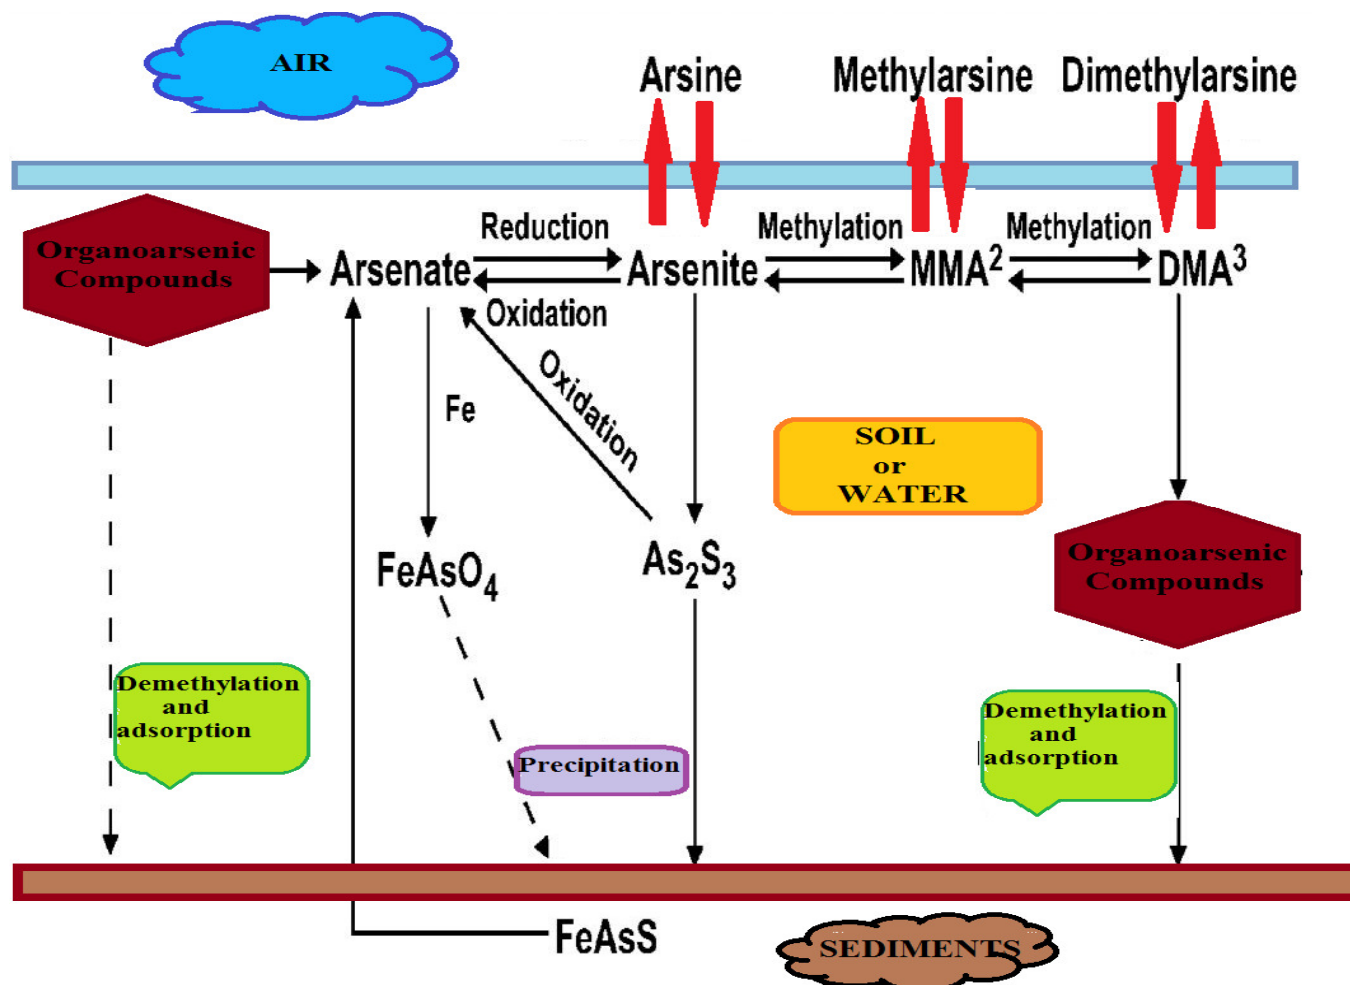 AIR
Arsine
Methylarsine
Dimethylarsine
Organoarsenic
Compounds
Arsenate
Reduction
Oxidation
Arsenite
Methylation
MMA²
Methylation
DMA³
Fe
Oxidation
SOIL
or
WATER
FeAsO₄
As₂S₃
Organoarsenic
Compounds
Demethylation
and
adsorption
Precipitation
Demethylation
and
adsorption
FeAsS
SEDIMENTS